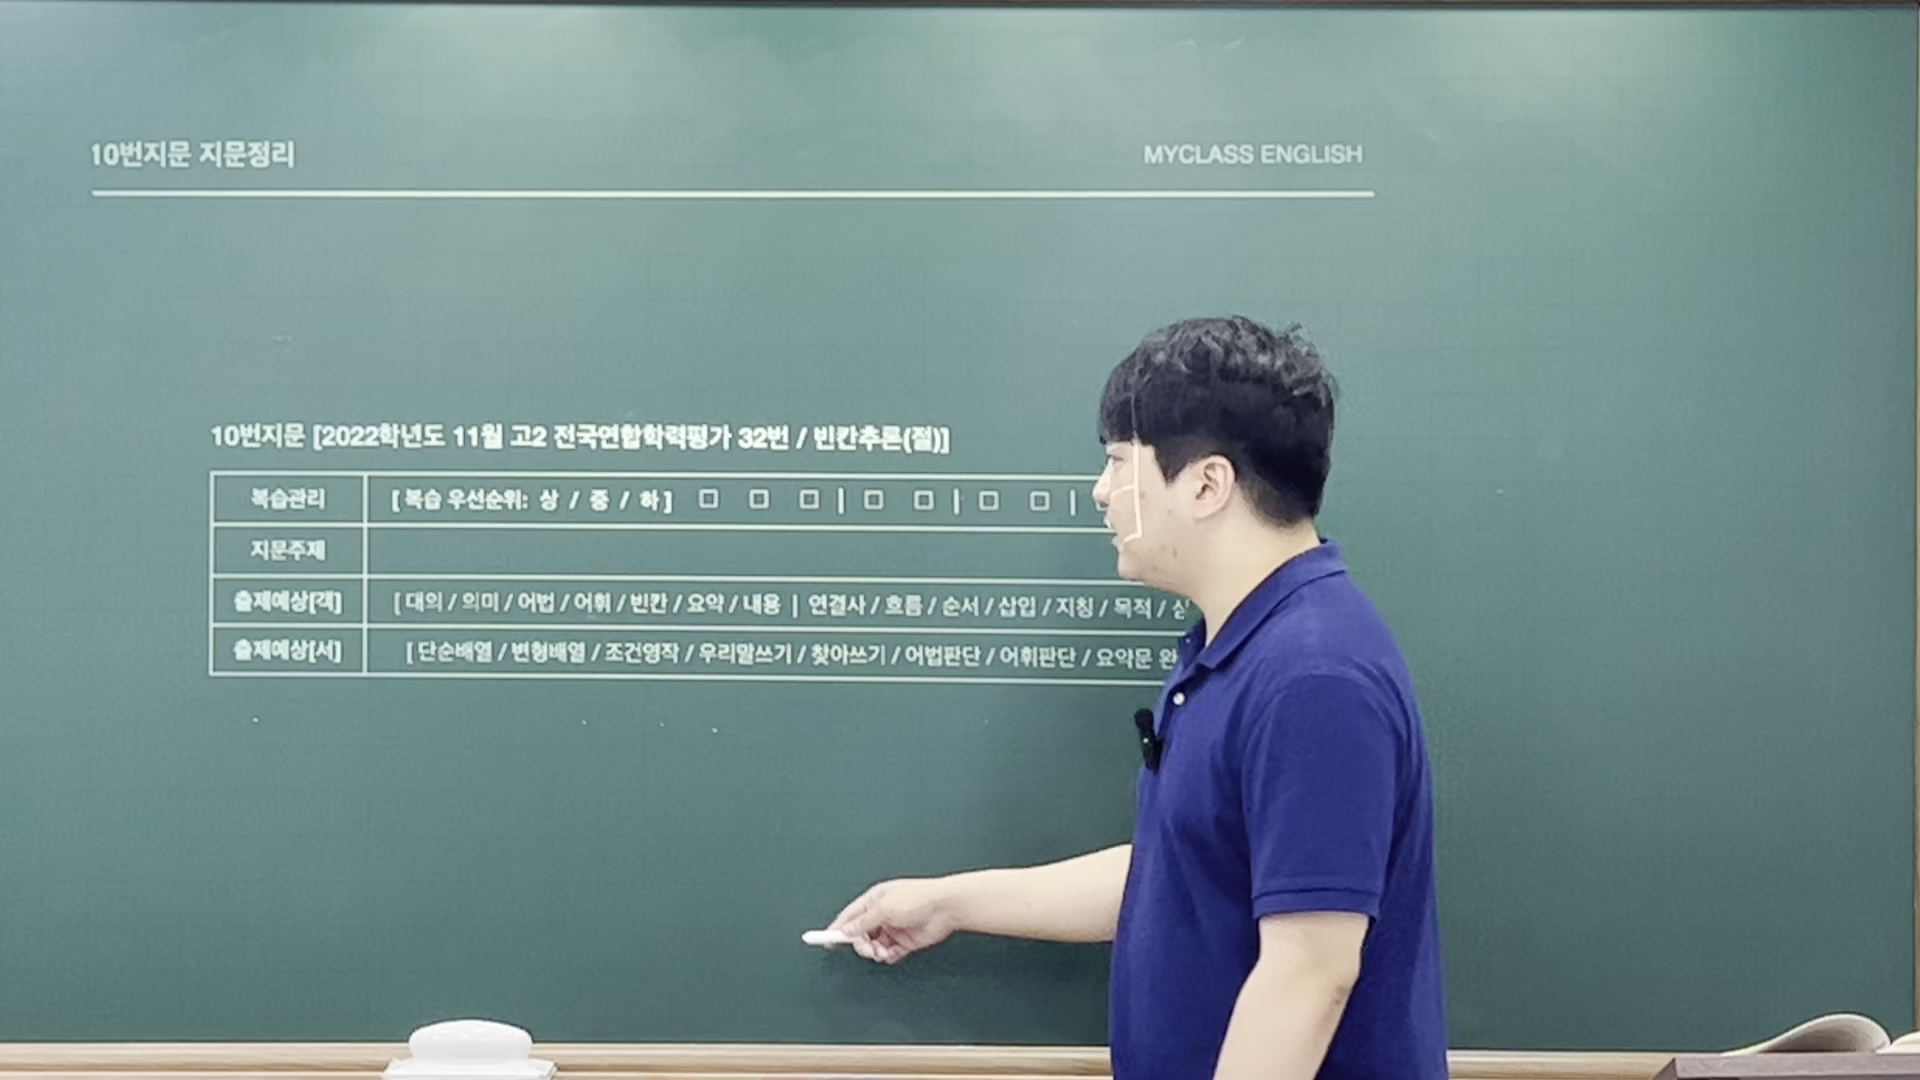 10번지문 지문정리
MYCLASS ENGLISH
10번지문 [2022학년도 11월 고2 전국연합학력평가 32번 / 빈칸추론(절)]
복습관리 [ 복습 우선순위: 상 / 중 / 하 ] □ □ □ | □ □ | □ □ |
지문주제
출제예상[객] [ 대의 / 의미 / 어법 / 어휘 / 빈칸 / 요약 / 내용 | 연결사 / 흐름 / 순서 / 삽입 / 지칭 / 목적 /
출제예상[서] [ 단순배열 / 변형배열 / 조건영작 / 우리말쓰기 / 찾아쓰기 / 어법판단 / 어휘판단 / 요약문 완